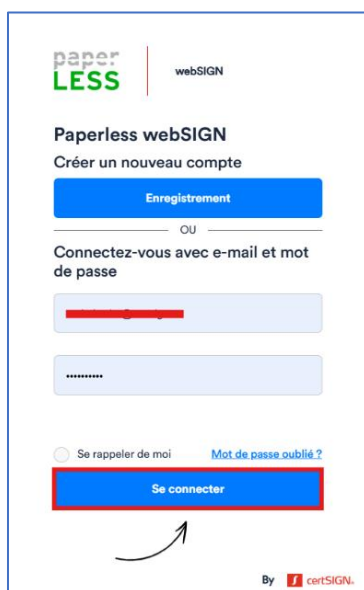 paper
LESS
webSIGN
Paperless webSIGN
Créer un nouveau compte
Enregistrement
OU
Connectez-vous avec e-mail et mot
de passe
Se rappeler de moi
Mot de passe oublié ?
Se connecter
By certSIGN.